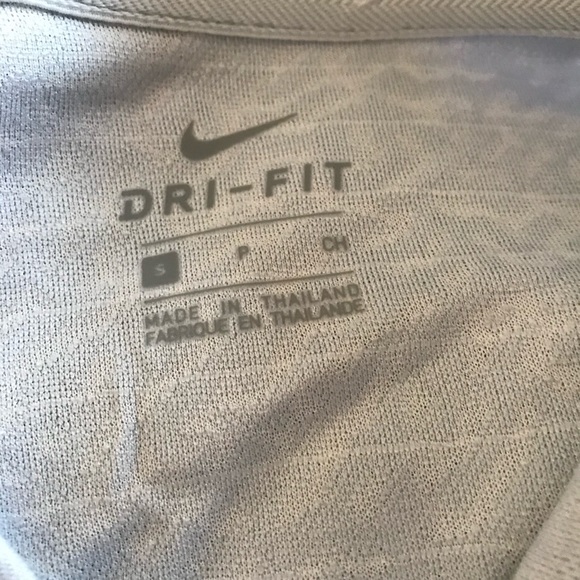 DRI-FIT
S P CH
MADE IN THAILAND
FABRIQUE EN THAILANDE